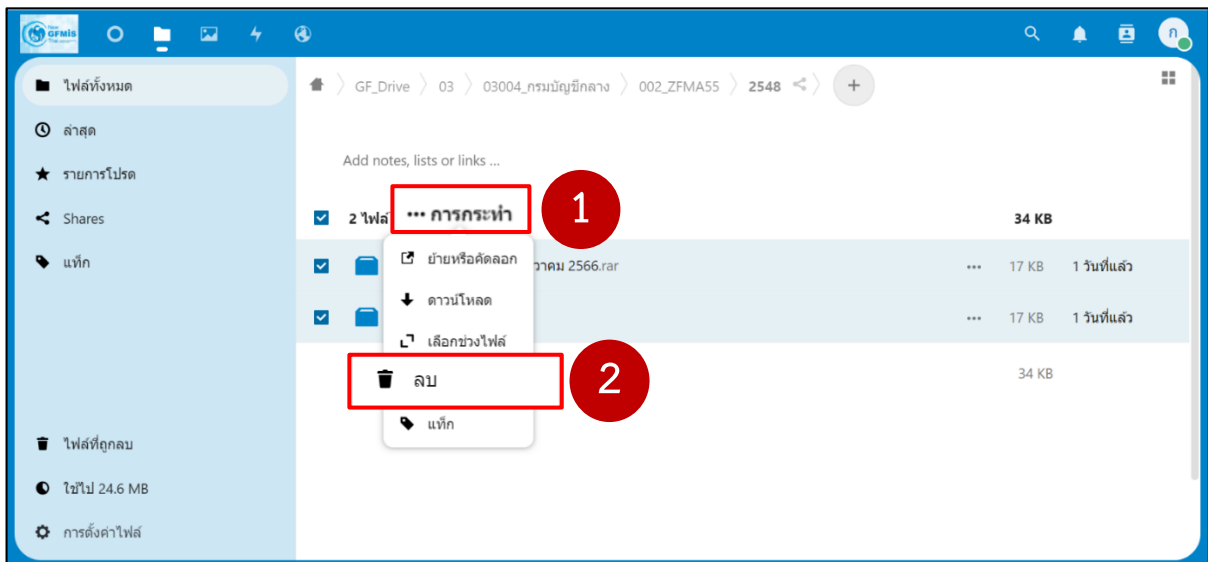 New
GFMIS
Thai
ก
ไฟล์ทั้งหมด
GF_Drive 03 03004_กรมบัญชีกลาง 002_ZFMA55 2548 +
ล่าสุด
Add notes, lists or links ...
รายการโปรด
Shares
2 ไฟล์ ... การกระทำ 1 34 KB
แท็ก
ย้ายหรือคัดลอก วาคม 2566.rar ... 17 KB 1 วันที่แล้ว
ดาวน์โหลด ... 17 KB 1 วันที่แล้ว
เลือกช่วงไฟล์
ลบ 2 34 KB
แท็ก
ไฟล์ที่ถูกลบ
ใช้ไป 24.6 MB
การตั้งค่าไฟล์